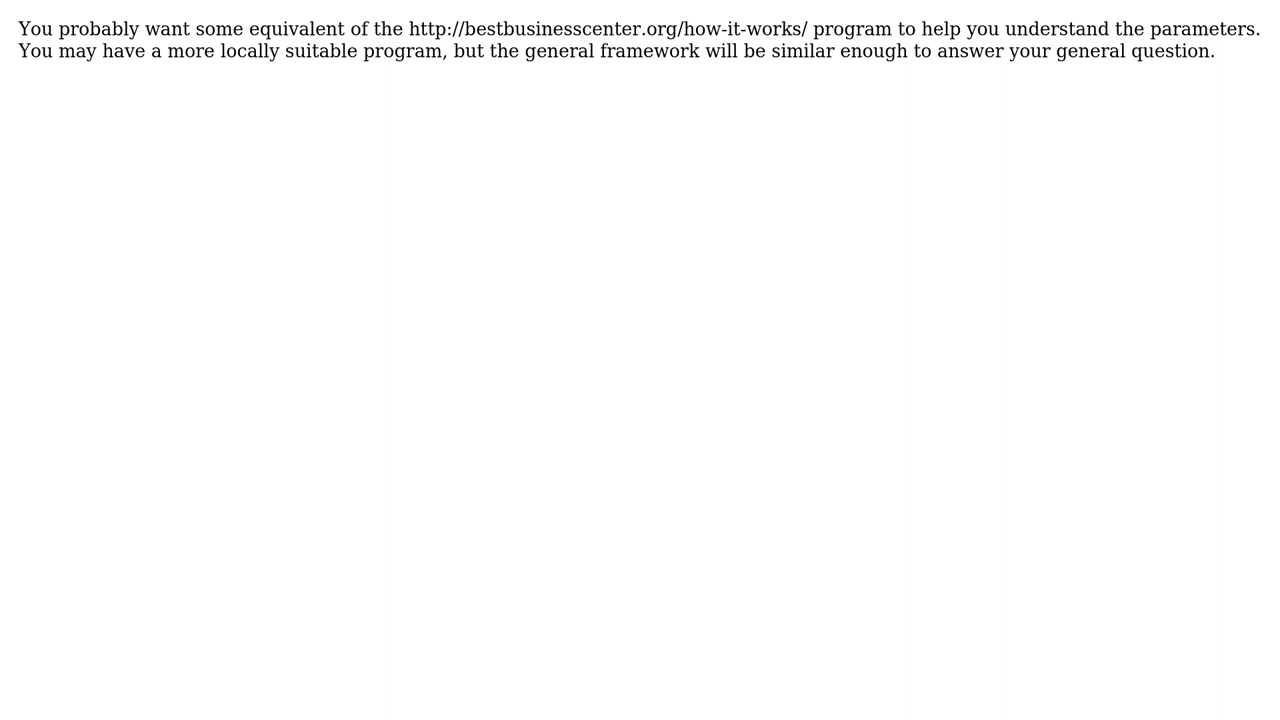 You probably want some equivalent of the http://bestbusinesscenter.org/how-it-works/ program to help you understand the parameters.
You may have a more locally suitable program, but the general framework will be similar enough to answer your general question.